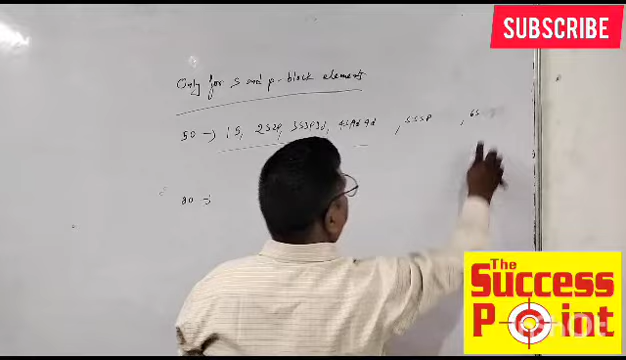 SUBSCRIBE
Only for s and p-block elements
50 → 1s, 2s2p, 3s3p3d, 4s4p4d , 5s5p , 6s
80 →
The
Success
Point